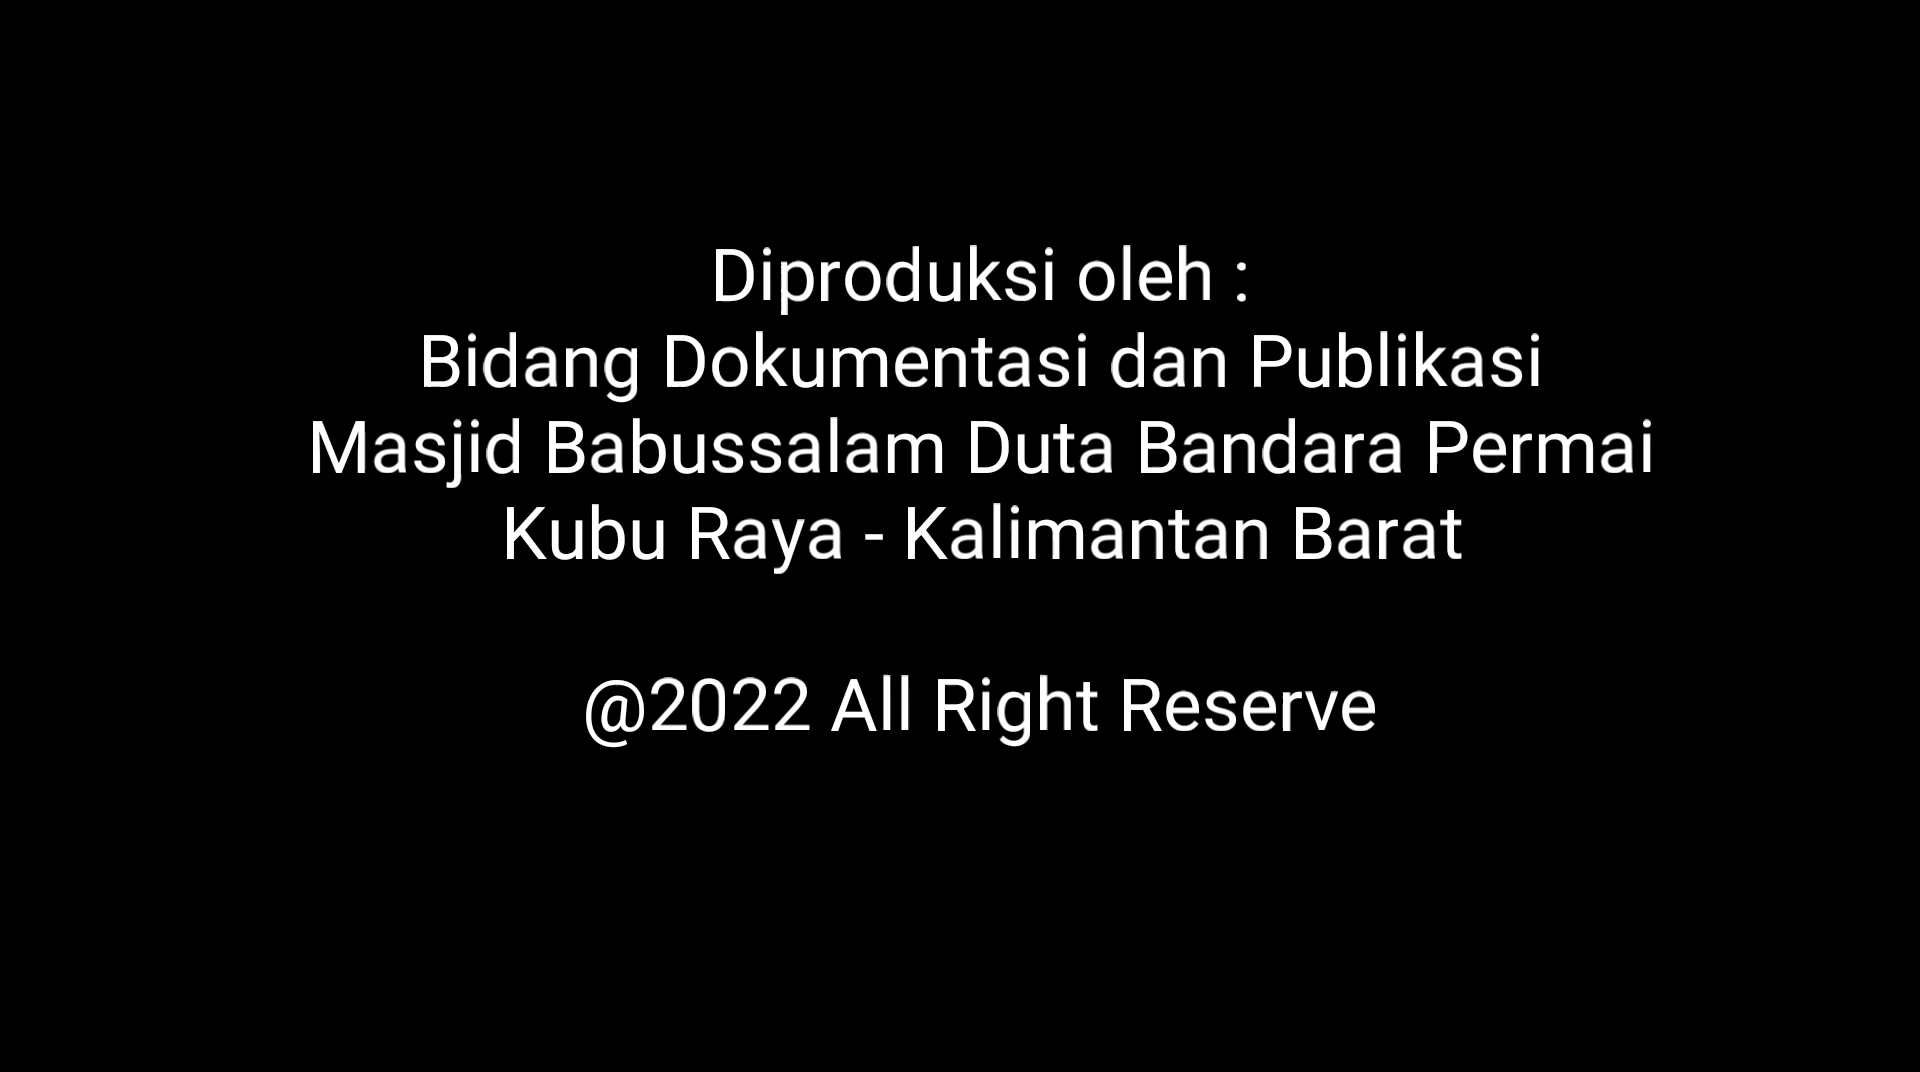 Diproduksi oleh :
Bidang Dokumentasi dan Publikasi
Masjid Babussalam Duta Bandara Permai
Kubu Raya - Kalimantan Barat
@2022 All Right Reserve